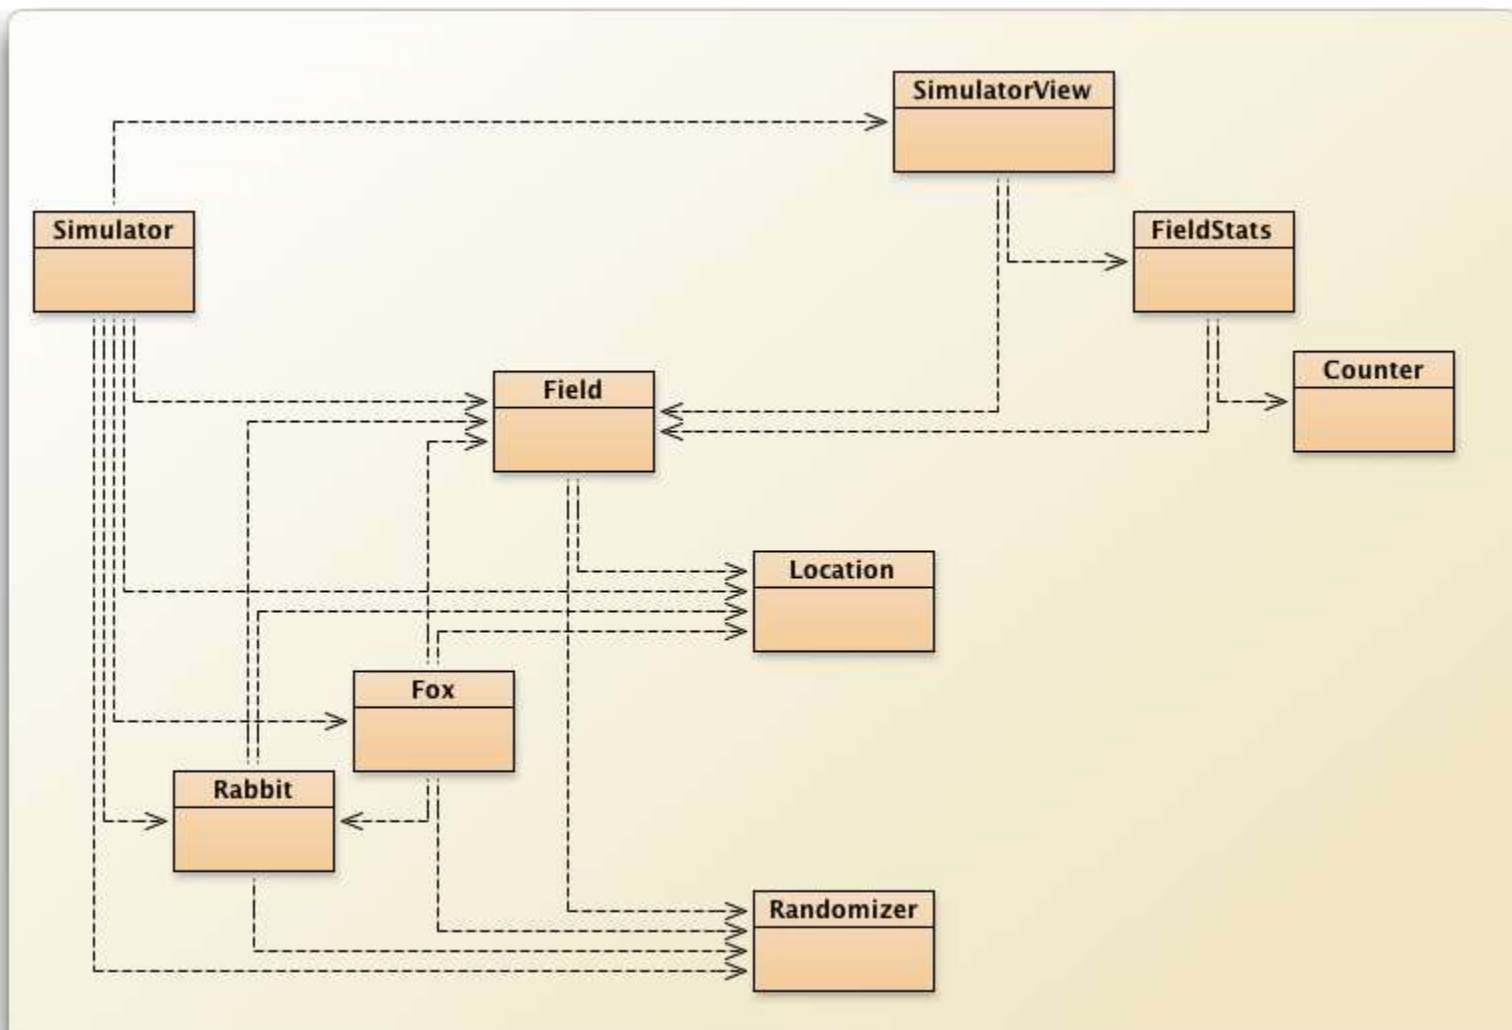 SimulatorView
Simulator
FieldStats
Counter
Field
Location
Fox
Rabbit
Randomizer